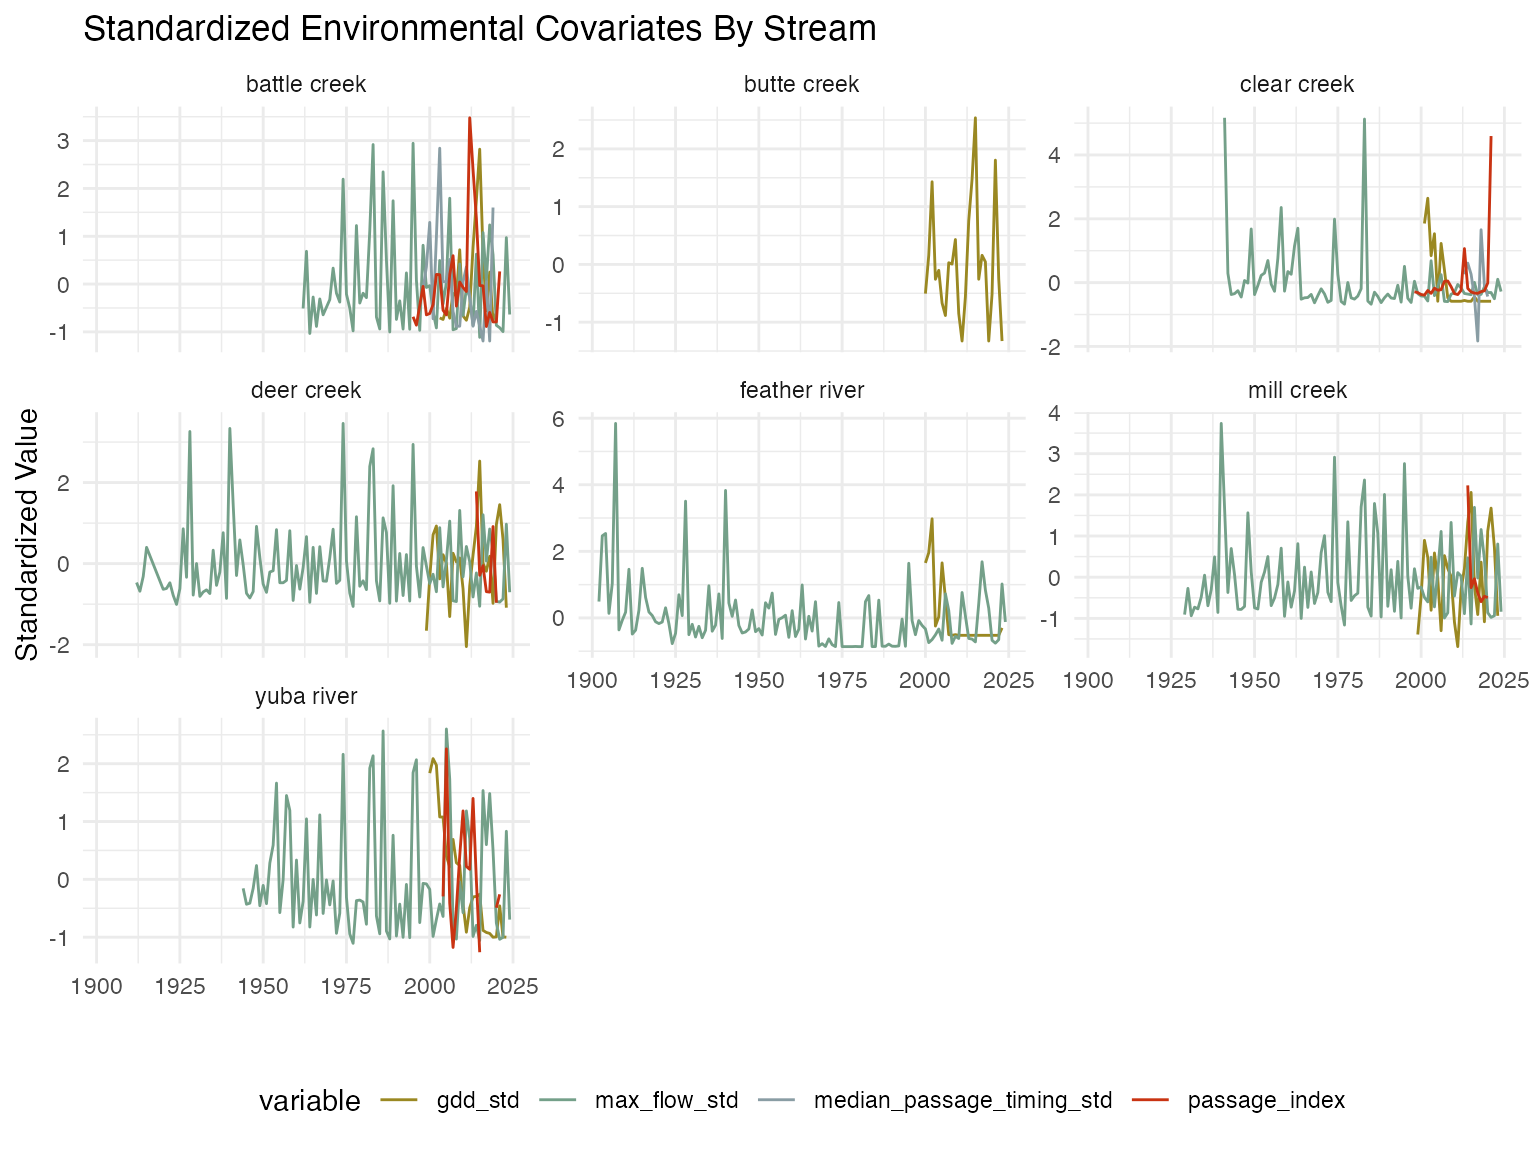 Standardized Environmental Covariates By Stream
battle creek
butte creek
clear creek
3
2
1
0
-1
2
1
0
-1
4
2
0
-2
deer creek
feather river
mill creek
Standardized Value
2
0
-2
6
4
2
0
4
3
2
1
0
-1
1900 1925 1950 1975 2000 2025
1900 1925 1950 1975 2000 2025
yuba river
2
1
0
-1
1900 1925 1950 1975 2000 2025
variable gdd_std max_flow_std median_passage_timing_std passage_index